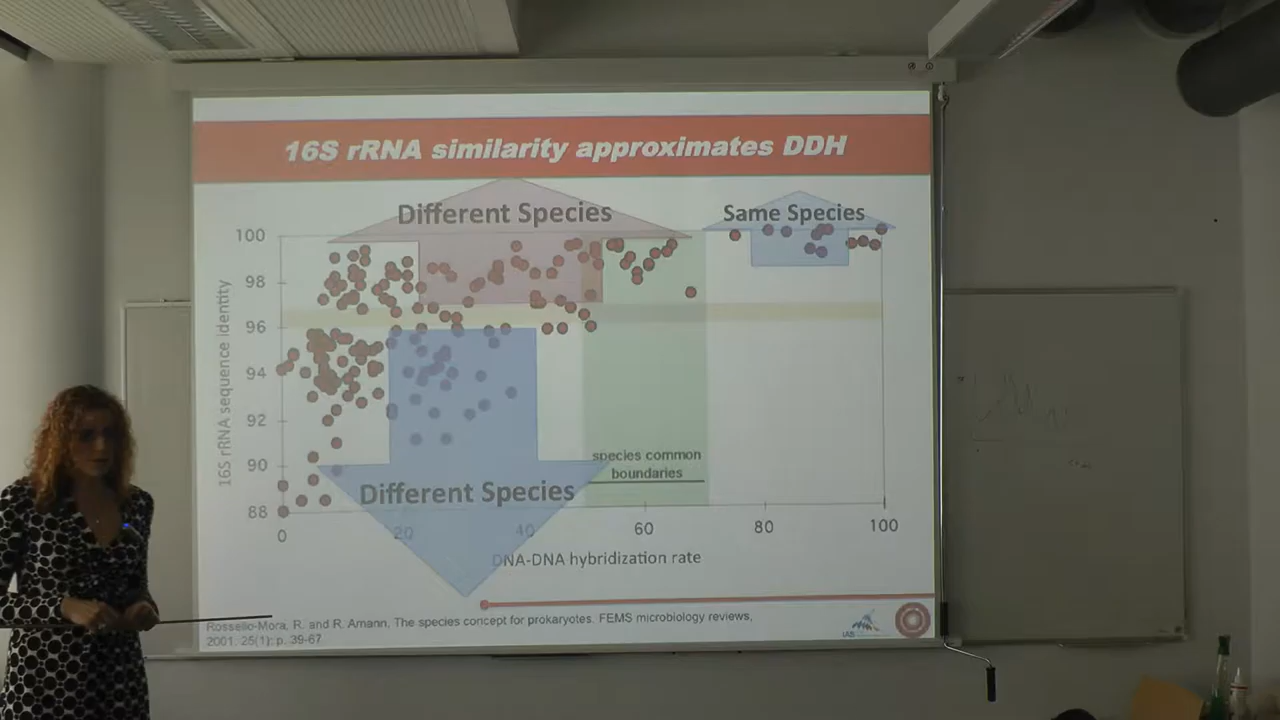 16S rRNA similarity approximates DDH
Different Species
Same Species
100
98
96
94
92
90
88
16S rRNA sequence identity
species common
boundaries
Different Species
0
20
40
60
80
100
DNA-DNA hybridization rate
Rossello-Mora, R. and R. Amann, The species concept for prokaryotes. FEMS microbiology reviews,
2001. 25(1): p. 39-67
IAB